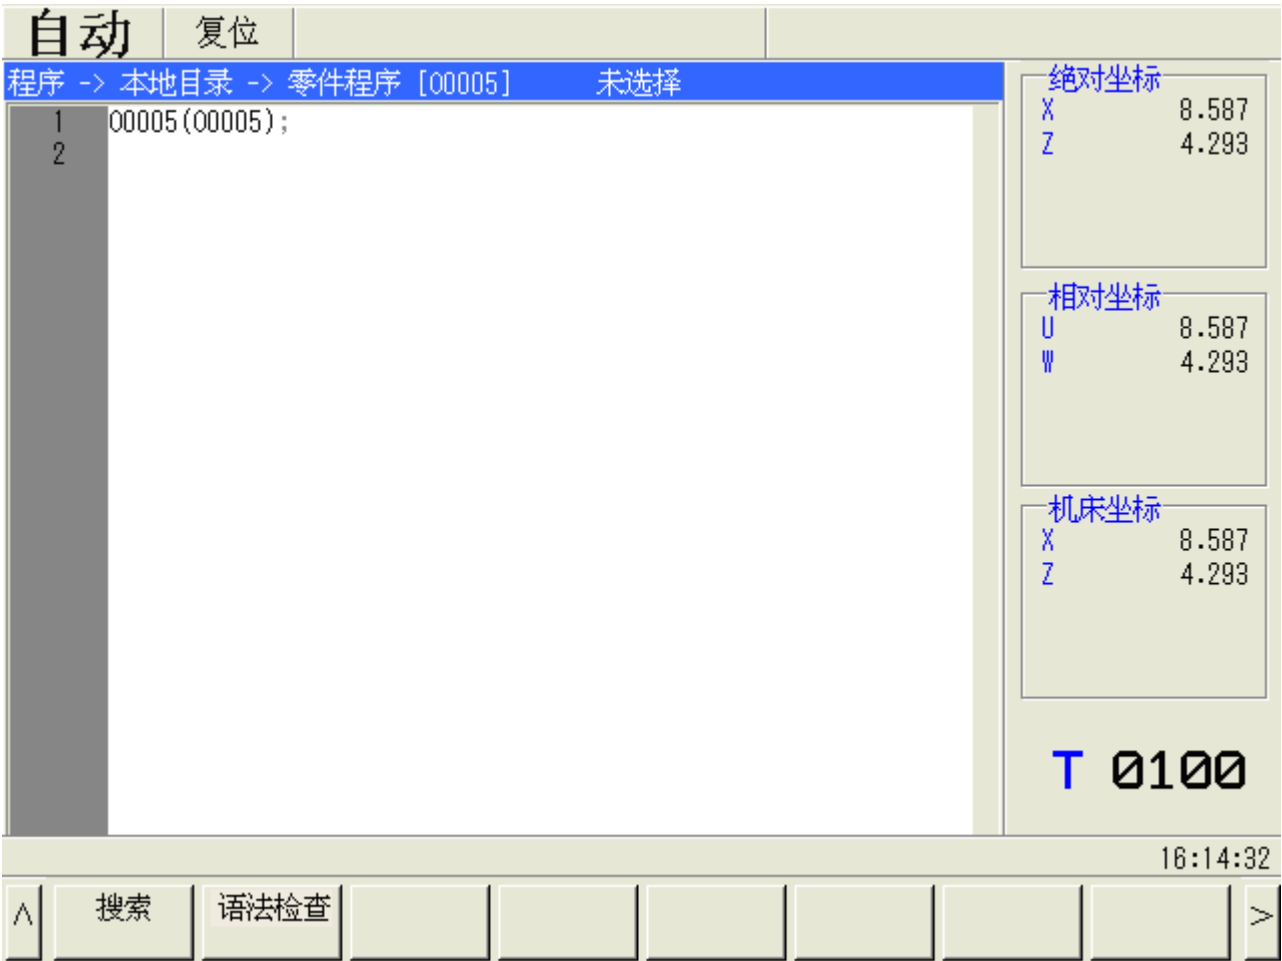 自动 复位
程序 -> 本地目录 -> 零件程序 [O0005] 未选择
1 O0005(O0005);
2
绝对坐标
X 8.587
Z 4.293
相对坐标
U 8.587
W 4.293
机床坐标
X 8.587
Z 4.293
T 0100
16:14:32
^ 搜索 语法检查 >